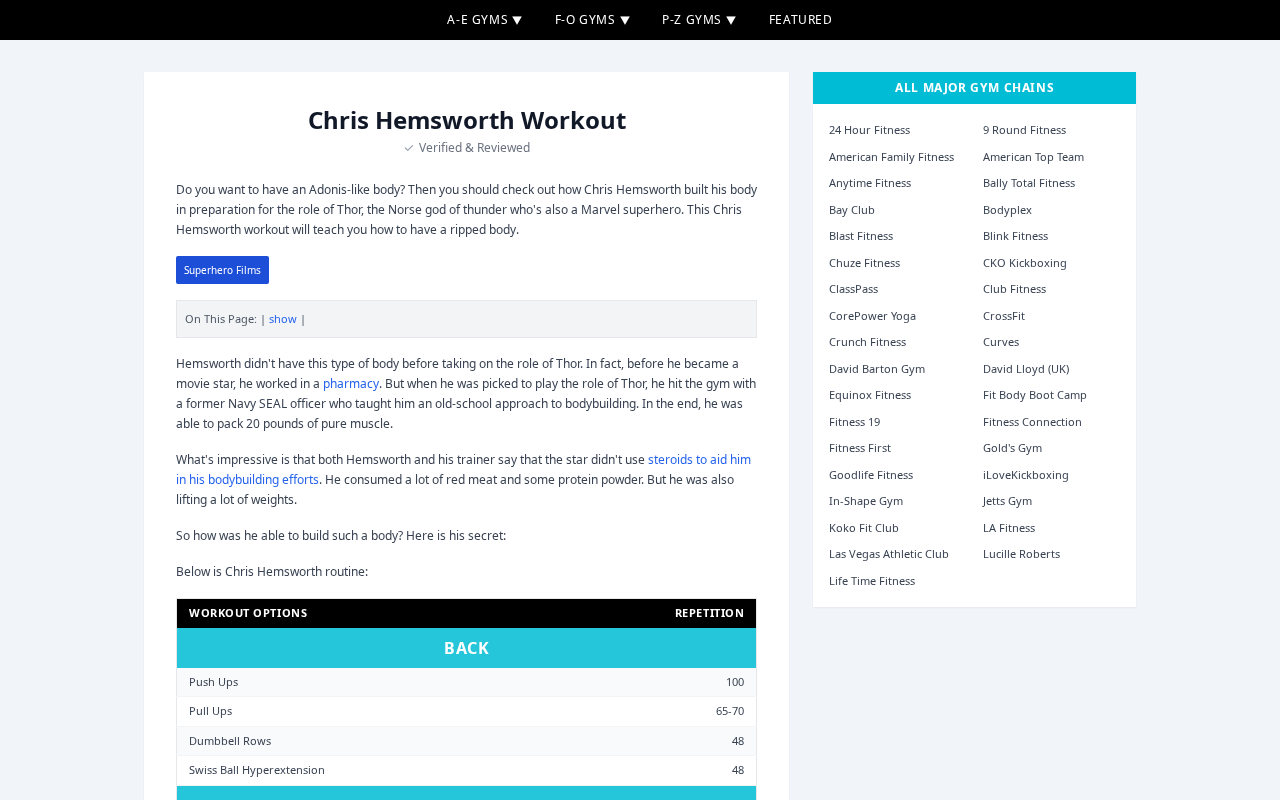 A-E GYMS ▼ F-O GYMS ▼ P-Z GYMS ▼ FEATURED
Chris Hemsworth Workout
✓ Verified & Reviewed
Do you want to have an Adonis-like body? Then you should check out how Chris Hemsworth built his body
in preparation for the role of Thor, the Norse god of thunder who's also a Marvel superhero. This Chris
Hemsworth workout will teach you how to have a ripped body.
Superhero Films
On This Page: | show |
Hemsworth didn't have this type of body before taking on the role of Thor. In fact, before he became a
movie star, he worked in a pharmacy. But when he was picked to play the role of Thor, he hit the gym with
a former Navy SEAL officer who taught him an old-school approach to bodybuilding. In the end, he was
able to pack 20 pounds of pure muscle.
What's impressive is that both Hemsworth and his trainer say that the star didn't use steroids to aid him
in his bodybuilding efforts. He consumed a lot of red meat and some protein powder. But he was also
lifting a lot of weights.
So how was he able to build such a body? Here is his secret:
Below is Chris Hemsworth routine:
WORKOUT OPTIONS REPETITION
BACK
Push Ups 100
Pull Ups 65-70
Dumbbell Rows 48
Swiss Ball Hyperextension 48
ALL MAJOR GYM CHAINS
24 Hour Fitness 9 Round Fitness
American Family Fitness American Top Team
Anytime Fitness Bally Total Fitness
Bay Club Bodyplex
Blast Fitness Blink Fitness
Chuze Fitness CKO Kickboxing
ClassPass Club Fitness
CorePower Yoga CrossFit
Crunch Fitness Curves
David Barton Gym David Lloyd (UK)
Equinox Fitness Fit Body Boot Camp
Fitness 19 Fitness Connection
Fitness First Gold's Gym
Goodlife Fitness iLoveKickboxing
In-Shape Gym Jetts Gym
Koko Fit Club LA Fitness
Las Vegas Athletic Club Lucille Roberts
Life Time Fitness